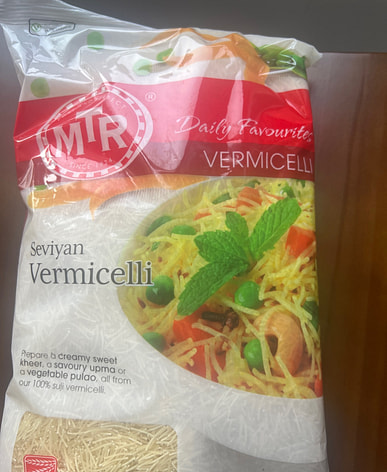 MTR
®
SINCE 1924
Daily Favourites
VERMICELLI
Seviyan
Vermicelli
Prepare a creamy sweet
kheer, a savoury upma or
a vegetable pulao, all from
our 100% suji vermicelli.